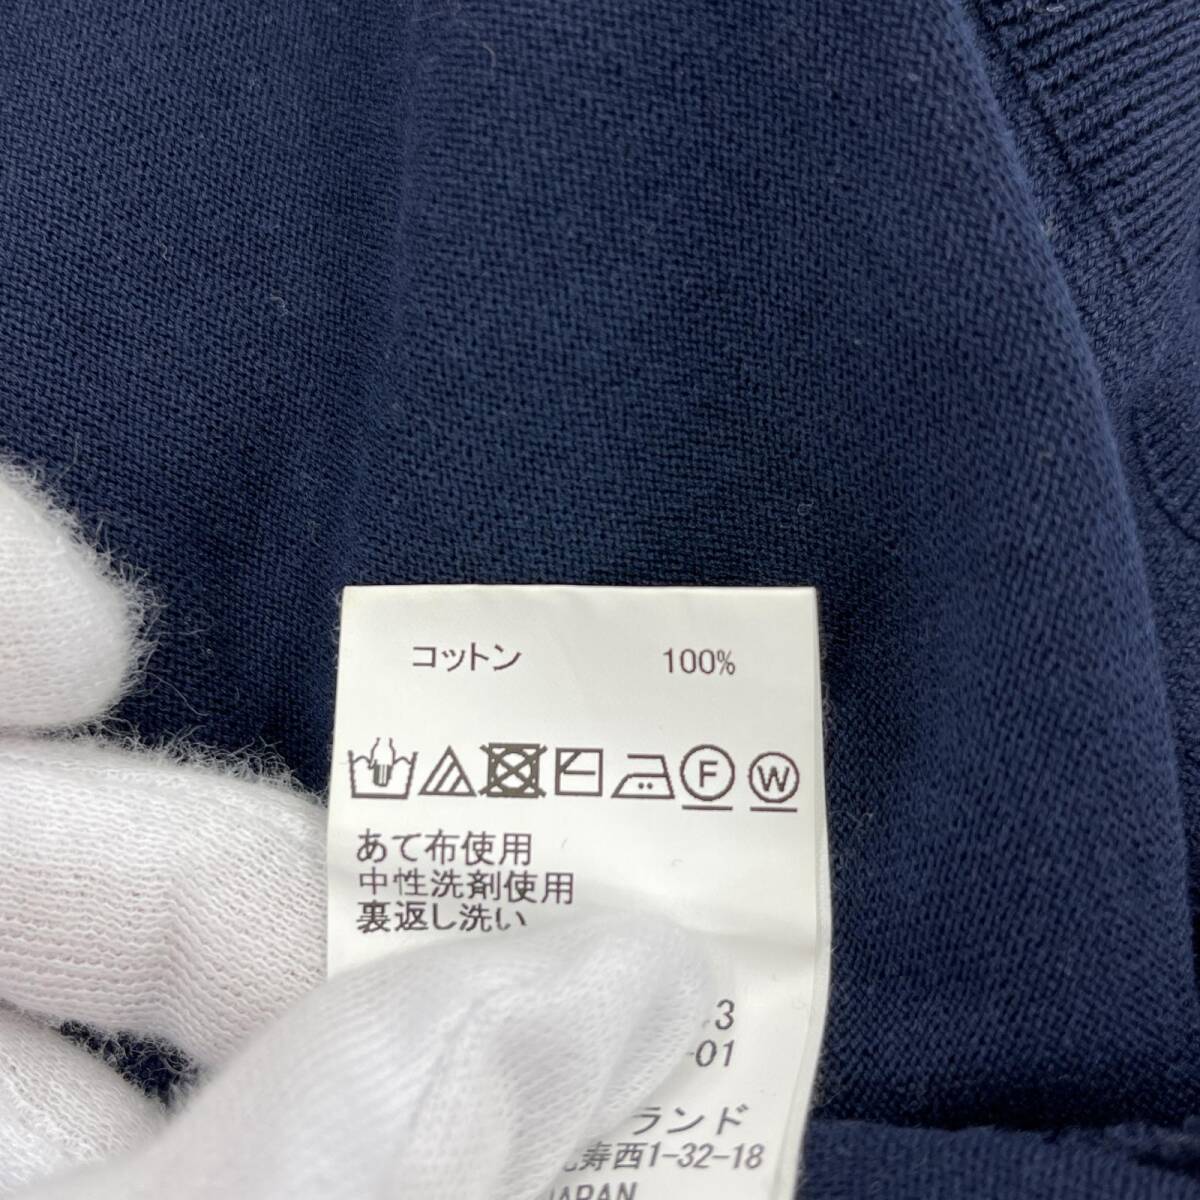 コットン 100%
F W
あて布使用
中性洗剤使用
裏返し洗い
3
-01
ランド
寿西1-32-18
JAPAN